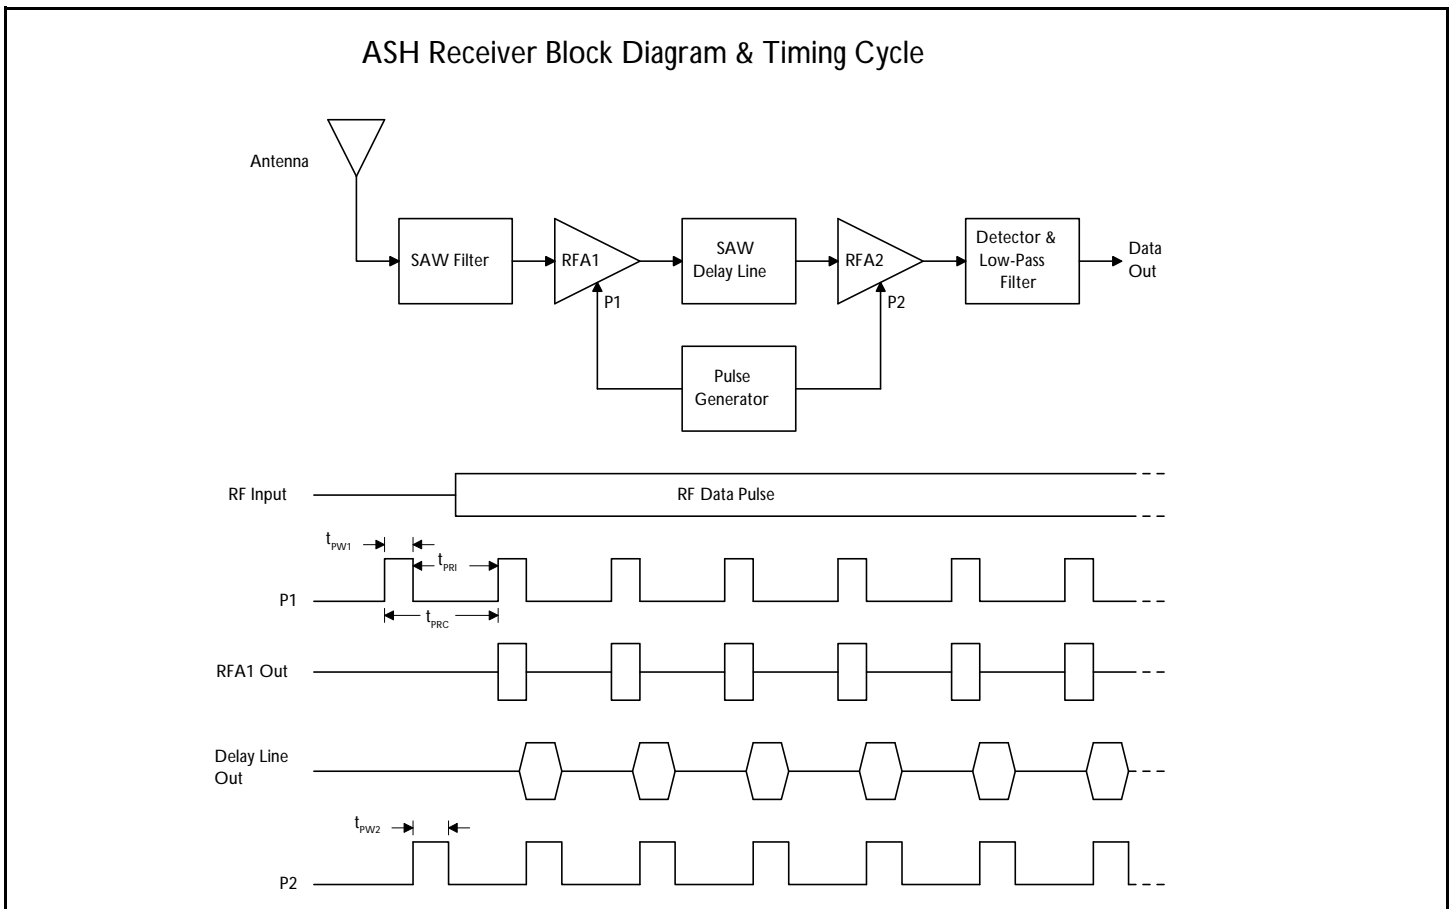 ASH Receiver Block Diagram & Timing Cycle
Antenna
SAW Filter
RFA1
SAW
Delay Line
RFA2
Detector &
Low-Pass
Filter
Data
Out
P1
P2
Pulse
Generator
RF Input
RF Data Pulse
tPW1
tPRI
P1
tPRC
RFA1 Out
Delay Line
Out
tPW2
P2